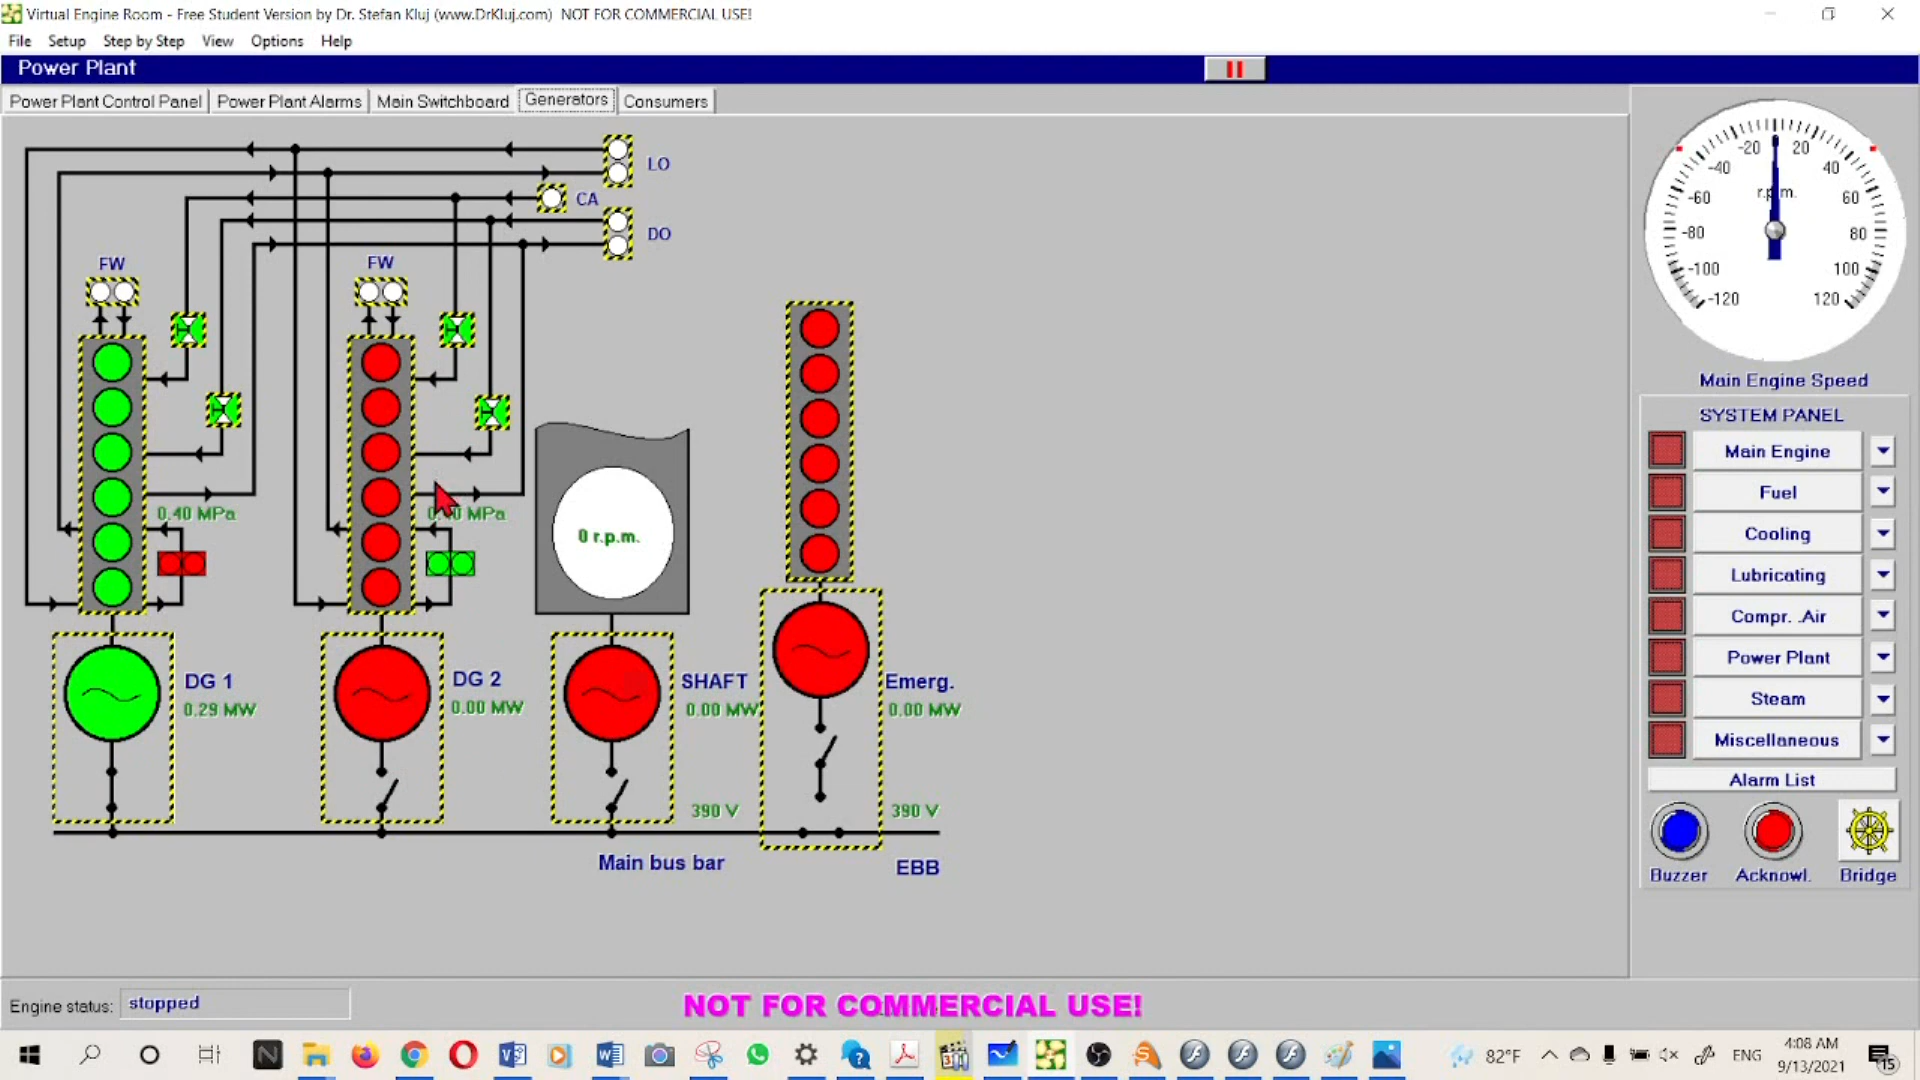 Virtual Engine Room - Free Student Version by Dr. Stefan Kluj (www.DrKluj.com)  NOT FOR COMMERCIAL USE!
File Setup Step by Step View Options Help
Power Plant
Power Plant Control Panel Power Plant Alarms Main Switchboard Generators Consumers
LO
CA
DO
FW
FW
0.40 MPa
0 r.p.m.
DG 1
0.29 MW
DG 2
0.00 MW
SHAFT
0.00 MW
Emerg.
0.00 MW
390 V
390 V
Main bus bar
EBB
-20 20
-40 40
r.p.m.
-60 60
-80 80
-100 100
-120 120
Main Engine Speed
SYSTEM PANEL
Main Engine
Fuel
Cooling
Lubricating
Compr. .Air
Power Plant
Steam
Miscellaneous
Alarm List
Buzzer Acknowl. Bridge
Engine status: stopped
NOT FOR COMMERCIAL USE!
82°F ENG 4:08 AM
9/13/2021
15